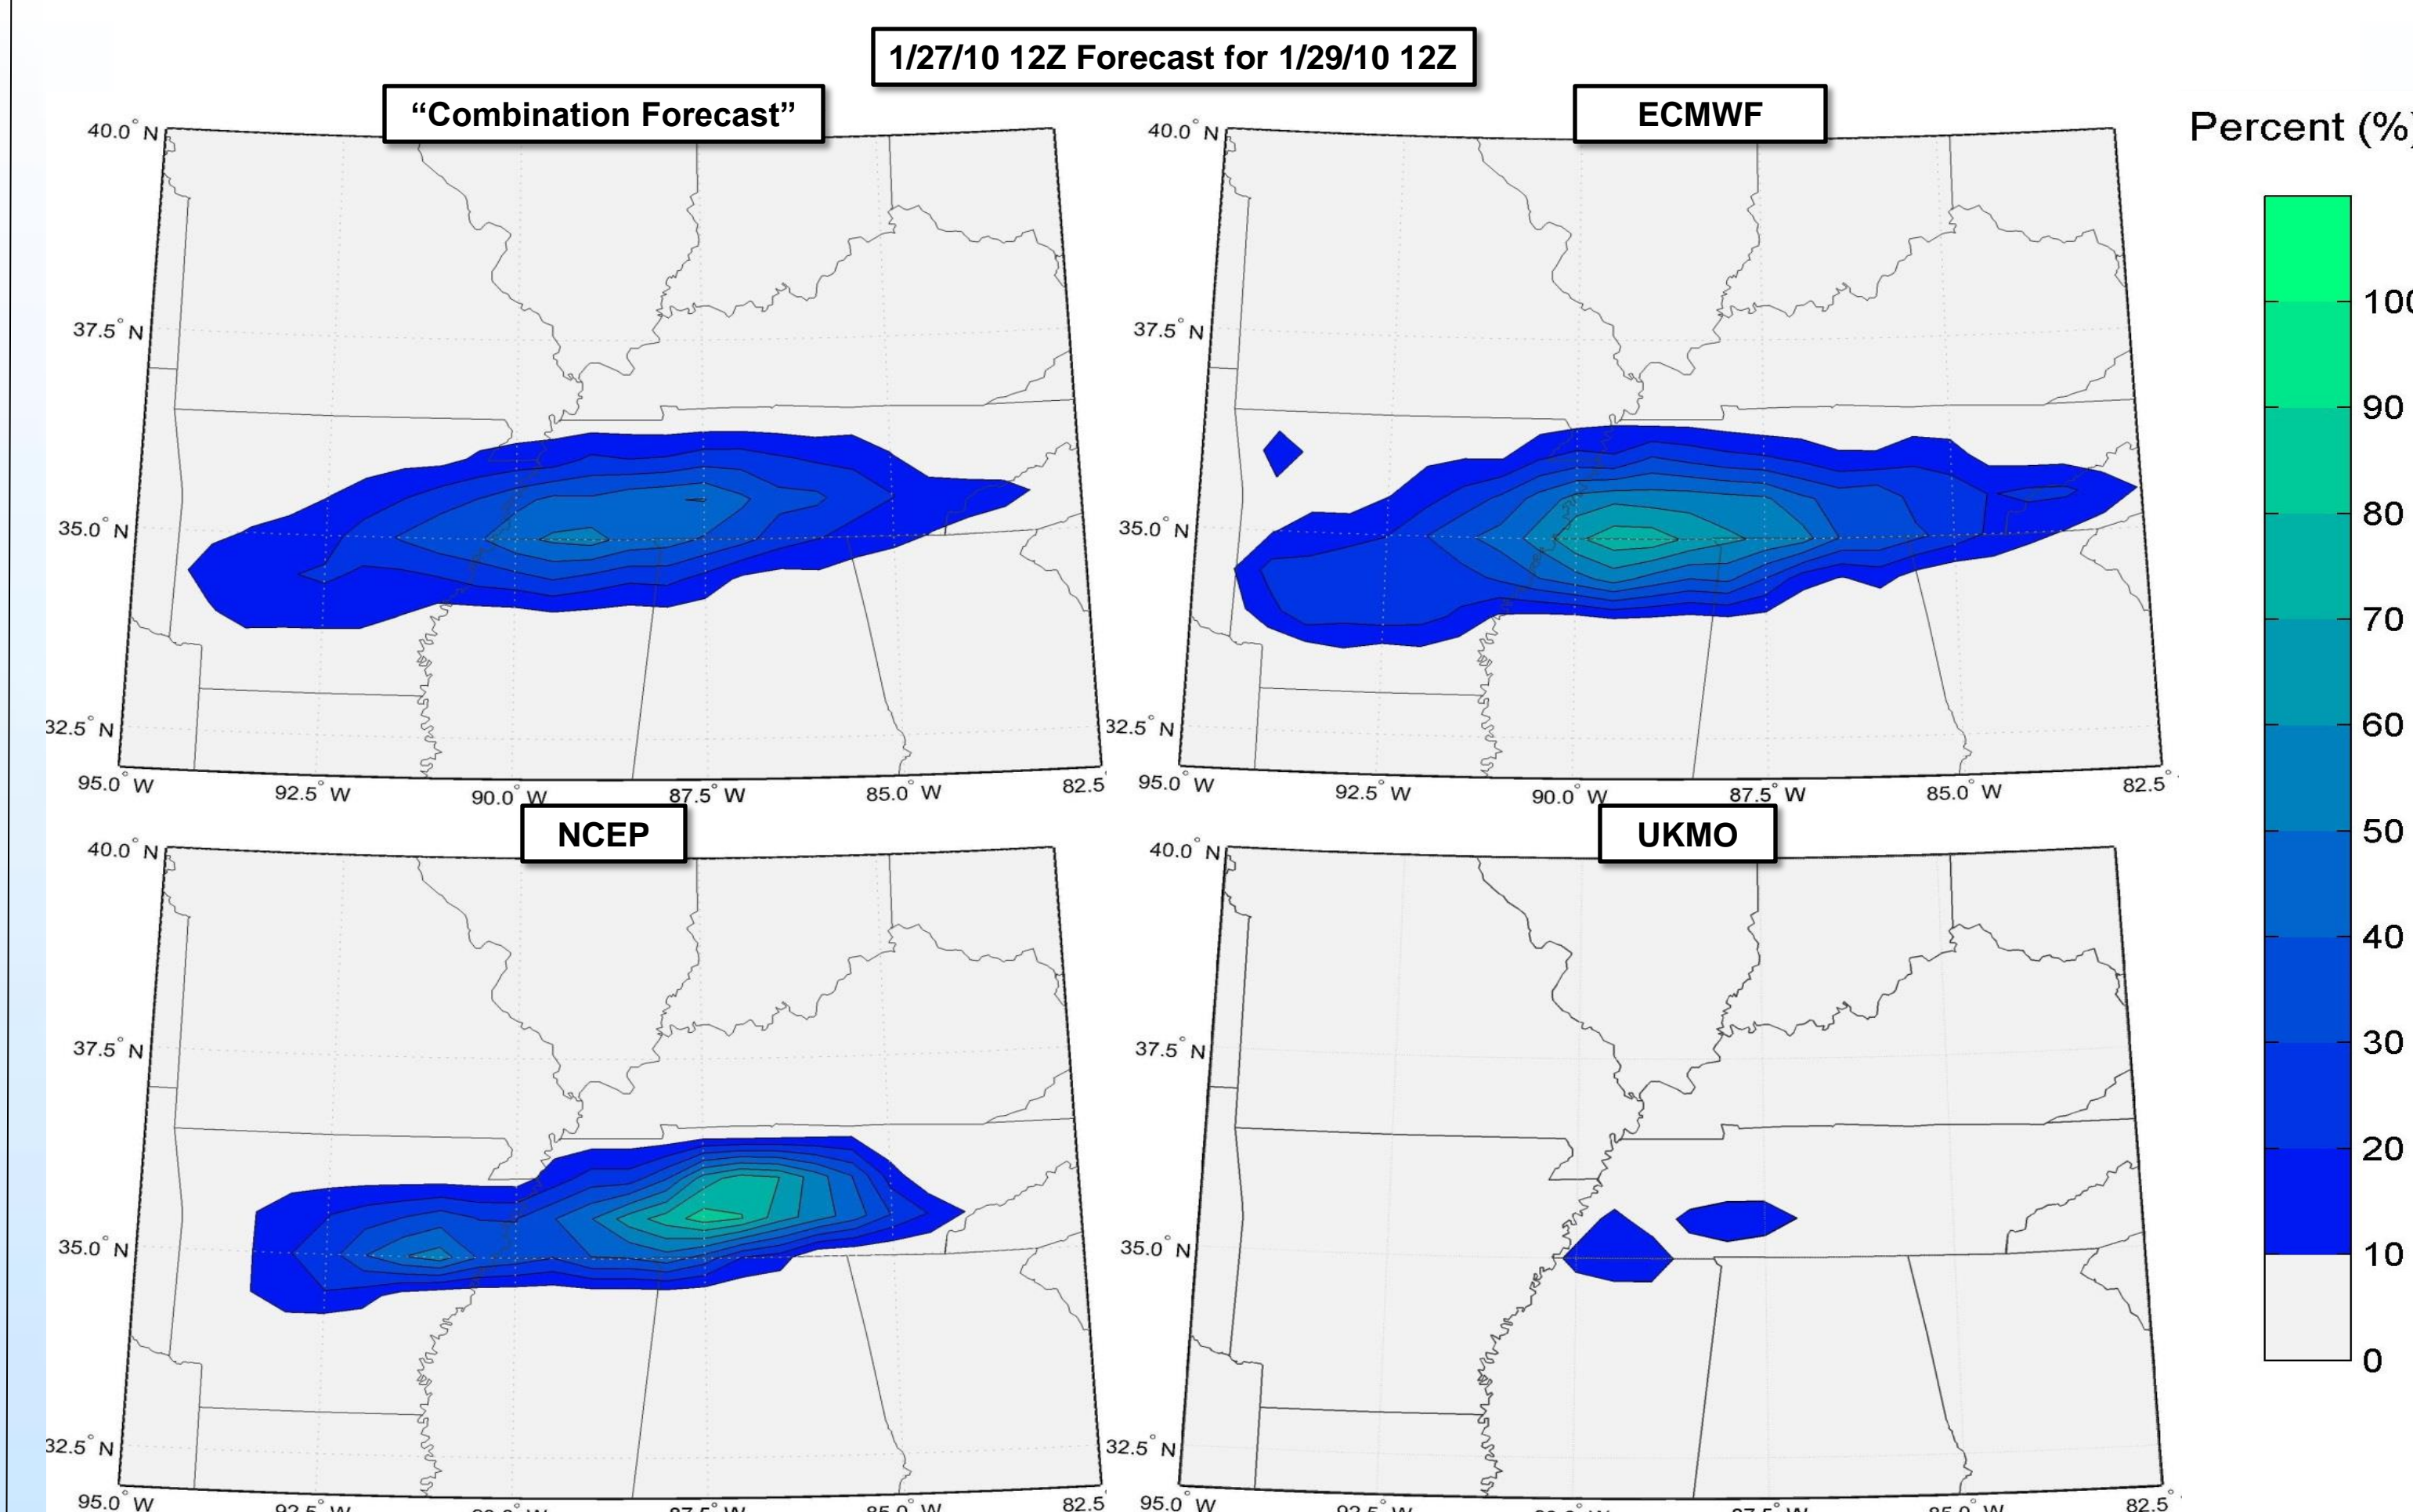 1/27/10 12Z Forecast for 1/29/10 12Z
“Combination Forecast”
ECMWF
Percent (%)
40.0° N
37.5° N
35.0° N
32.5° N
95.0° W
92.5° W
90.0° W
87.5° W
85.0° W
82.5°
40.0° N
37.5° N
35.0° N
32.5° N
95.0° W
92.5° W
90.0° W
87.5° W
85.0° W
82.5°
NCEP
UKMO
40.0° N
37.5° N
35.0° N
32.5° N
95.0° W
82.5
40.0° N
37.5° N
35.0° N
32.5° N
95.0° W
82.5
100
90
80
70
60
50
40
30
20
10
0